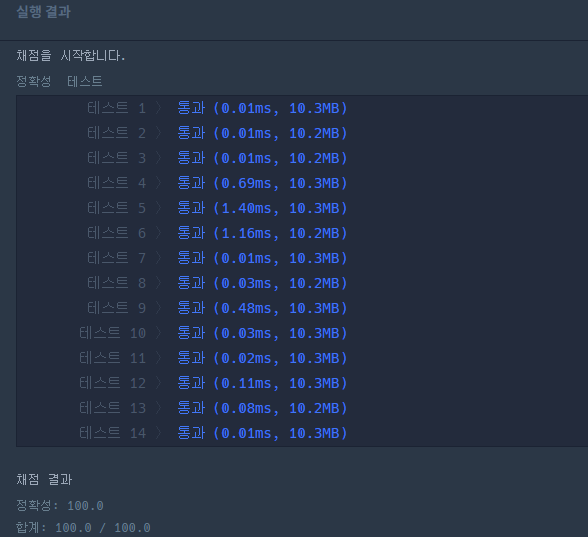 실행 결과
채점을 시작합니다.
정확성 테스트
테스트 1 〉 통과 (0.01ms, 10.3MB)
테스트 2 〉 통과 (0.01ms, 10.2MB)
테스트 3 〉 통과 (0.01ms, 10.2MB)
테스트 4 〉 통과 (0.69ms, 10.3MB)
테스트 5 〉 통과 (1.40ms, 10.3MB)
테스트 6 〉 통과 (1.16ms, 10.2MB)
테스트 7 〉 통과 (0.01ms, 10.3MB)
테스트 8 〉 통과 (0.03ms, 10.2MB)
테스트 9 〉 통과 (0.48ms, 10.3MB)
테스트 10 〉 통과 (0.03ms, 10.3MB)
테스트 11 〉 통과 (0.02ms, 10.3MB)
테스트 12 〉 통과 (0.11ms, 10.3MB)
테스트 13 〉 통과 (0.08ms, 10.2MB)
테스트 14 〉 통과 (0.01ms, 10.3MB)
채점 결과
정확성: 100.0
합계: 100.0 / 100.0